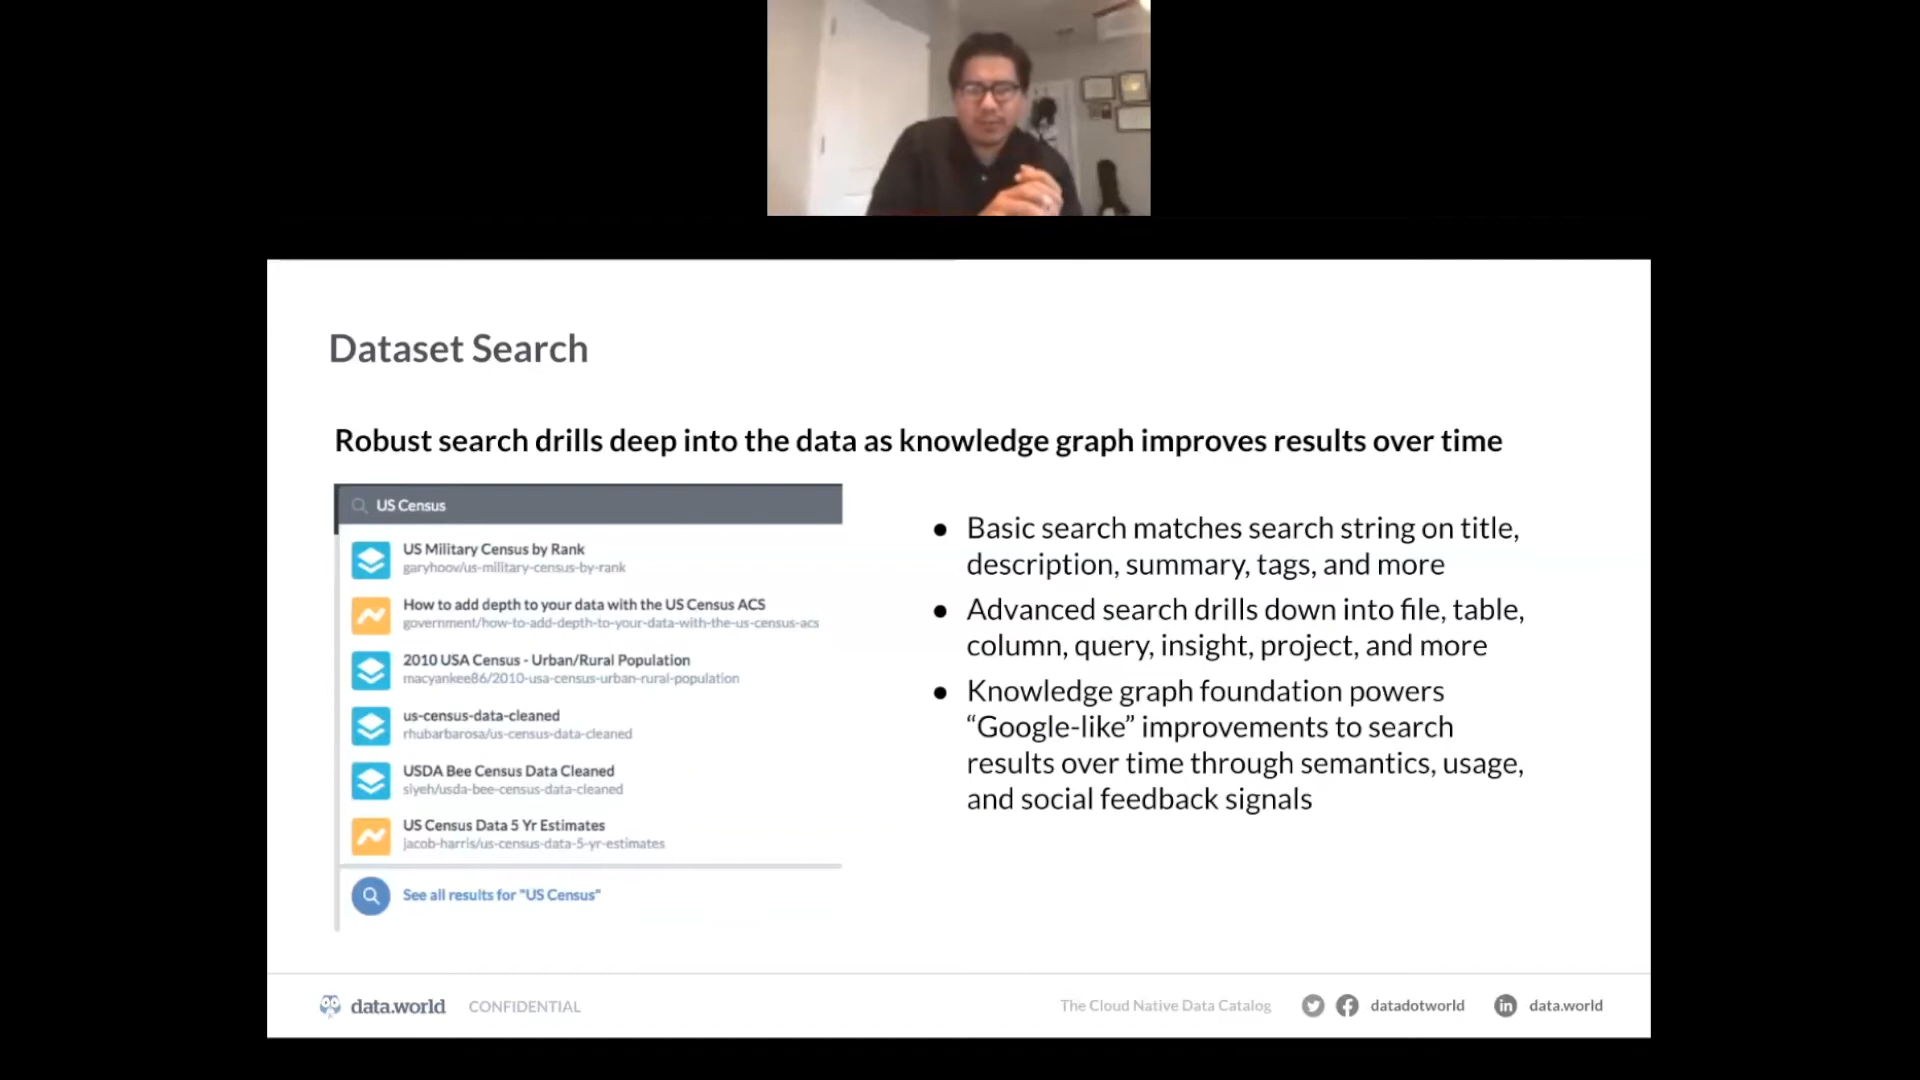 Dataset Search
Robust search drills deep into the data as knowledge graph improves results over time
US Census
US Military Census by Rank
garyhoov/us-military-census-by-rank
How to add depth to your data with the US Census ACS
government/how-to-add-depth-to-your-data-with-the-us-census-acs
2010 USA Census - Urban/Rural Population
macyankee86/2010-usa-census-urban-rural-population
us-census-data-cleaned
rhubarbarosa/us-census-data-cleaned
USDA Bee Census Data Cleaned
siyeh/usda-bee-census-data-cleaned
US Census Data 5 Yr Estimates
jacob-harris/us-census-data-5-yr-estimates
See all results for "US Census"
● Basic search matches search string on title,
description, summary, tags, and more
● Advanced search drills down into file, table,
column, query, insight, project, and more
● Knowledge graph foundation powers
“Google-like” improvements to search
results over time through semantics, usage,
and social feedback signals
data.world CONFIDENTIAL
The Cloud Native Data Catalog datadotworld in data.world